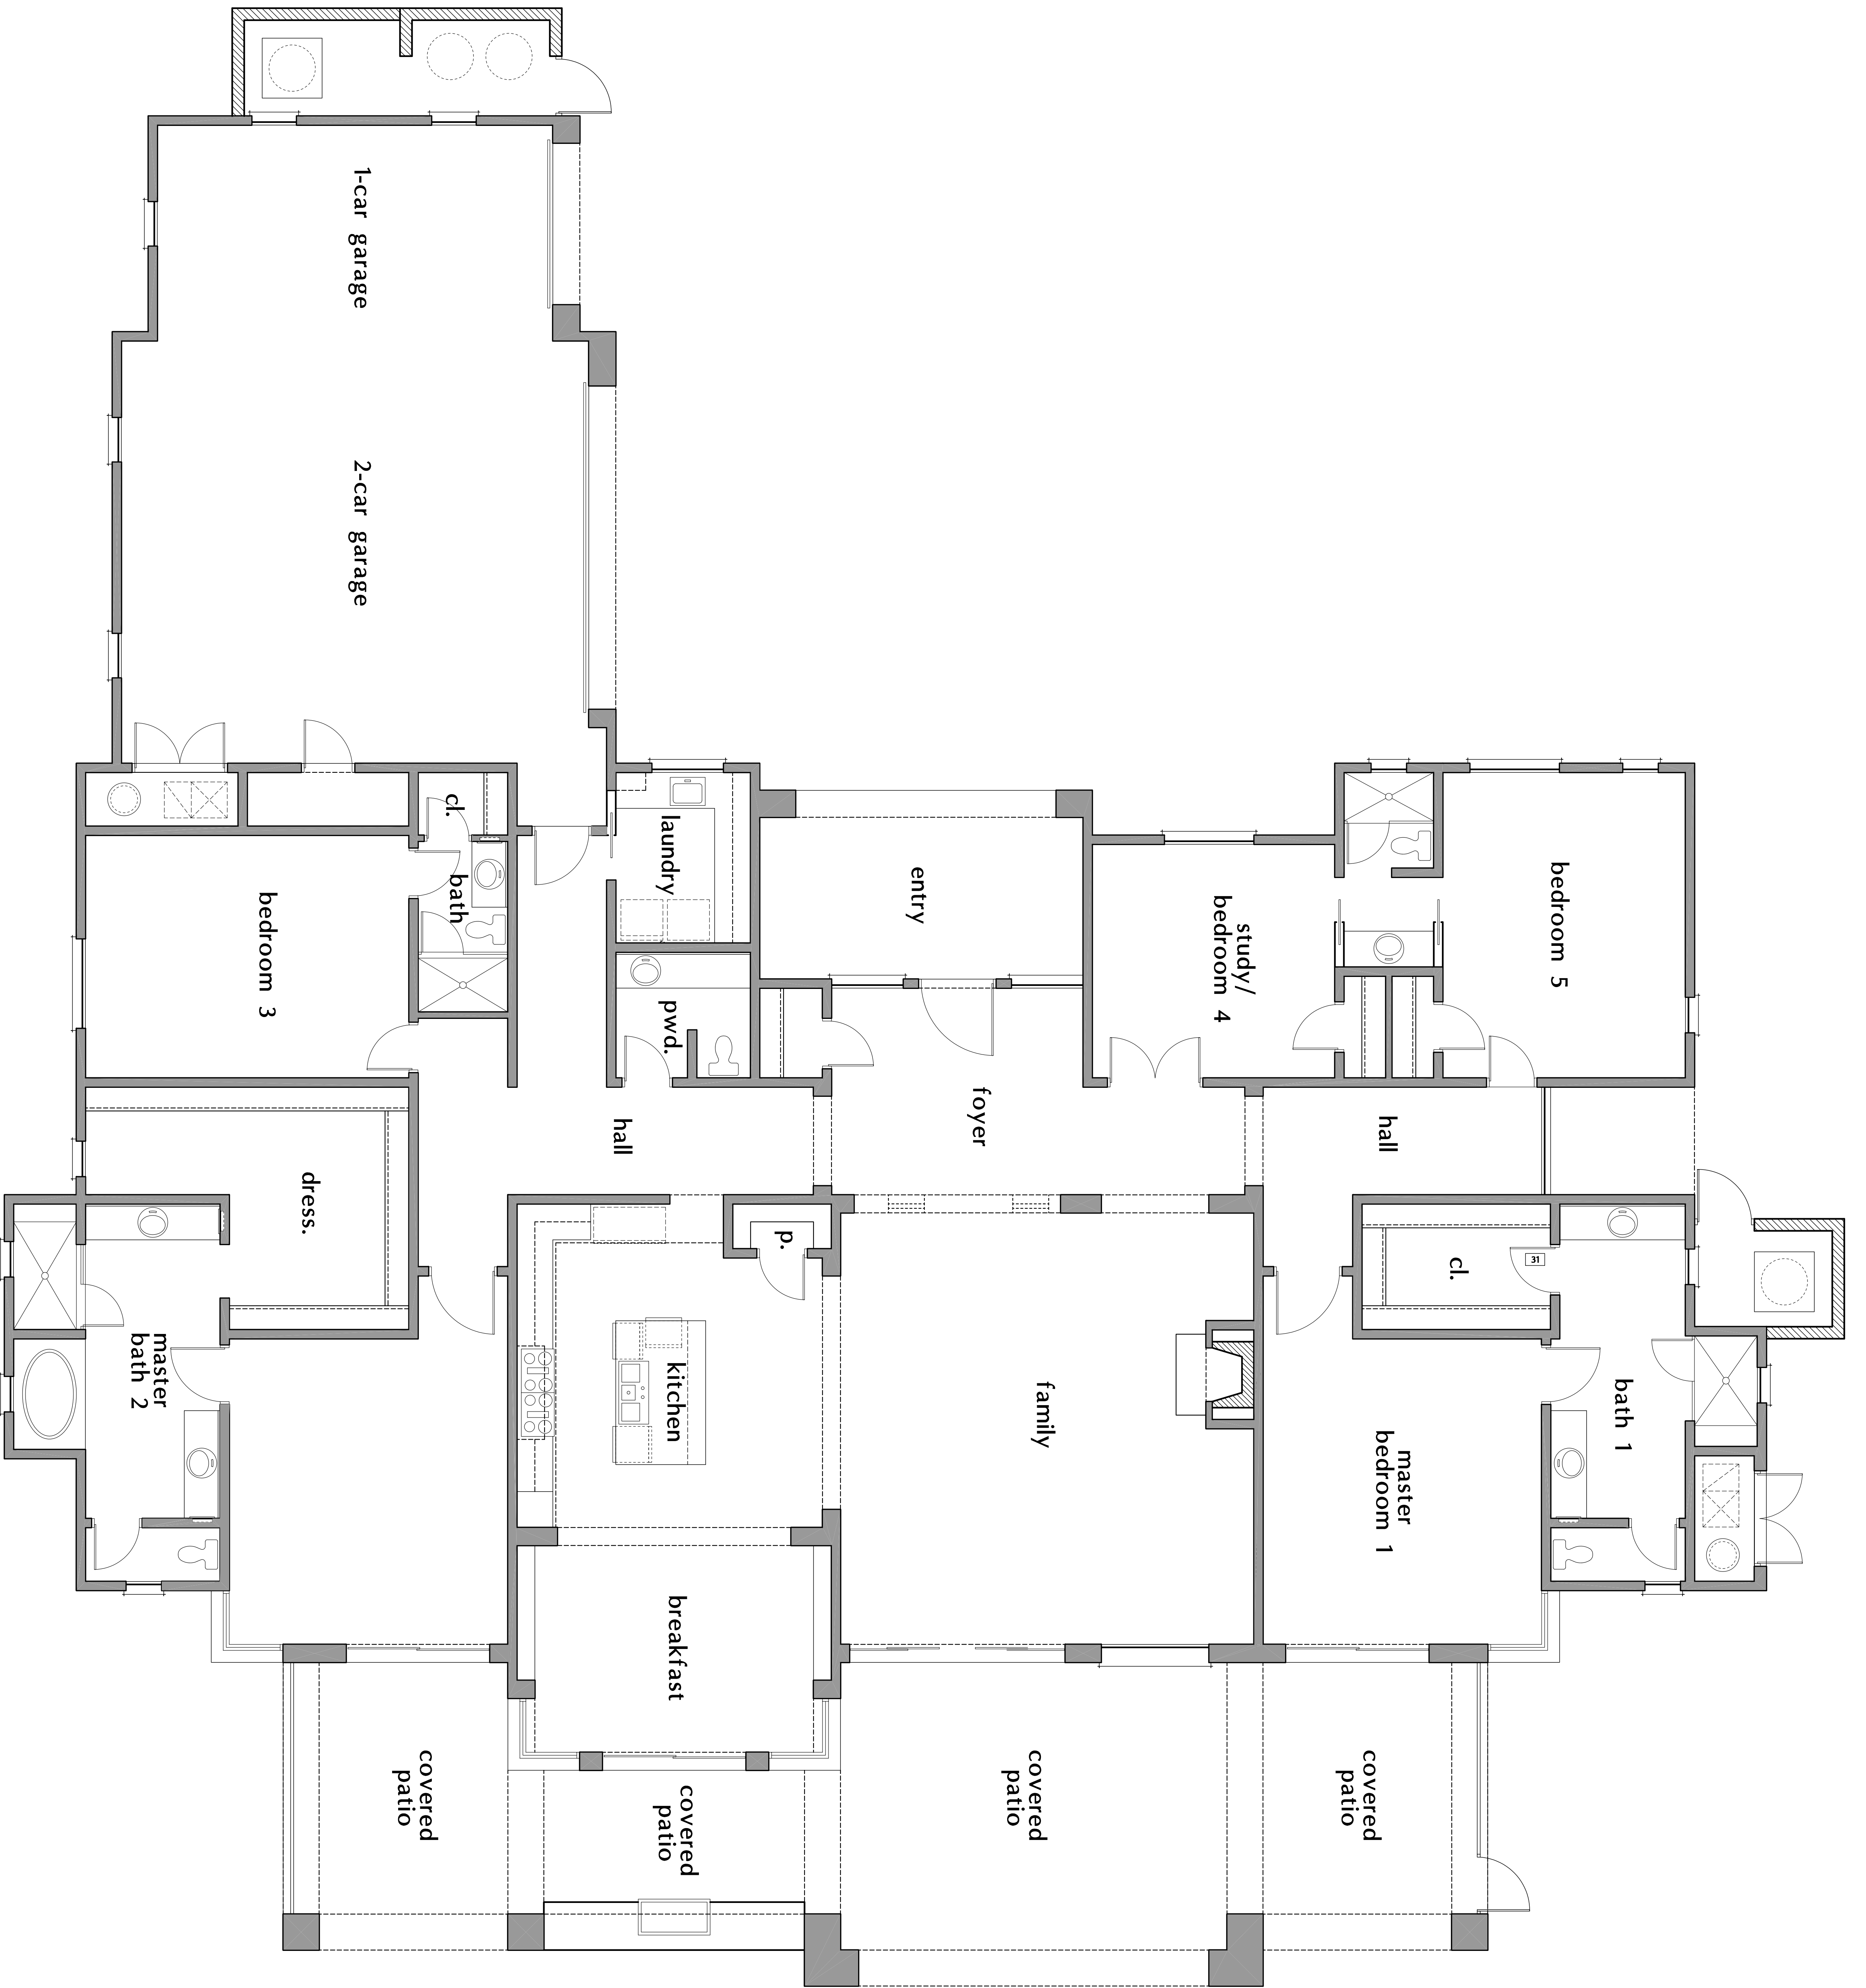 1-car garage
2-car garage
cl.
bath
bedroom 3
laundry
pwd.
entry
foyer
study/
bedroom 4
bedroom 5
hall
hall
dress.
master
bath 2
p.
kitchen
family
cl.
31
bath 1
master
bedroom 1
breakfast
covered
patio
covered
patio
covered
patio
covered
patio